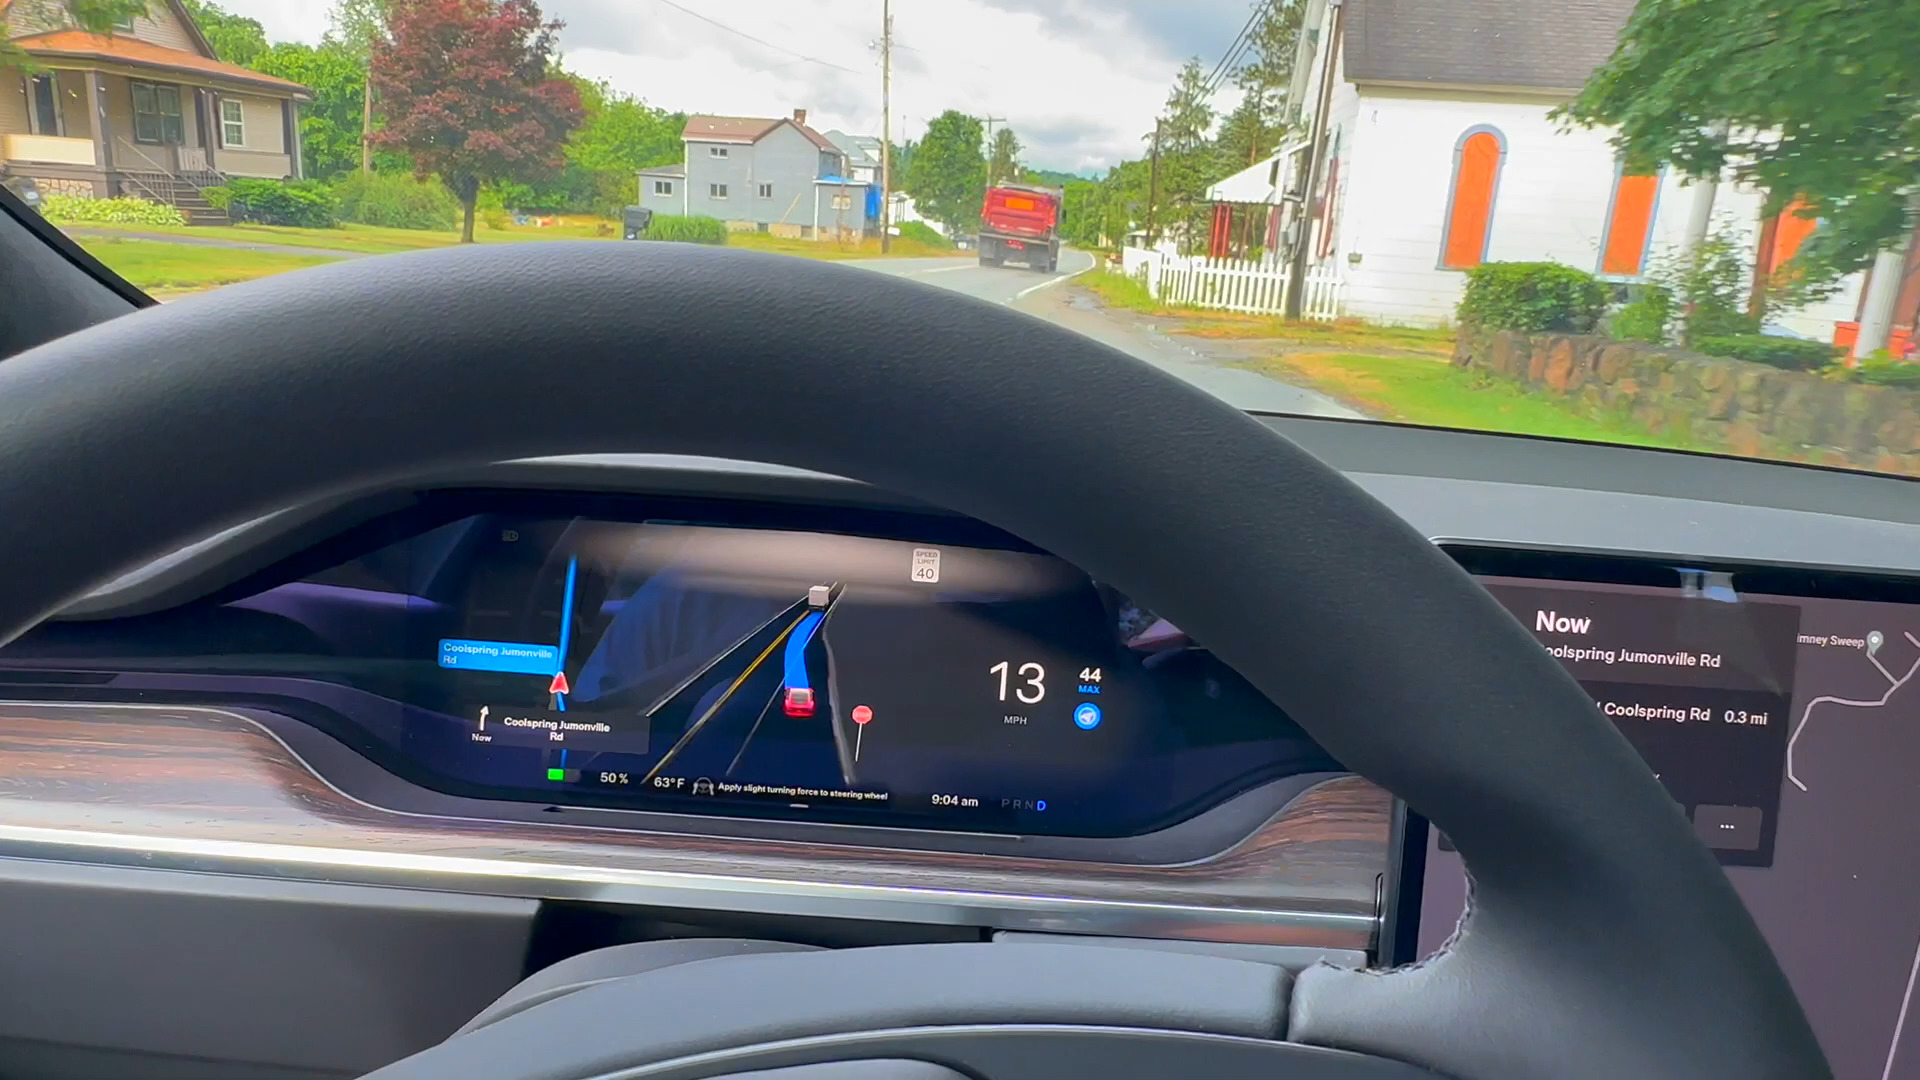 SPEED
LIMIT
40
Coolspring Jumonville
Rd
Coolspring Jumonville
Rd
Now
13
MPH
44
MAX
50 %
63°F
Apply slight turning force to steering wheel
9:04 am
P R N D
Now
oolspring Jumonville Rd
Coolspring Rd 0.3 mi
...
mney Sweep